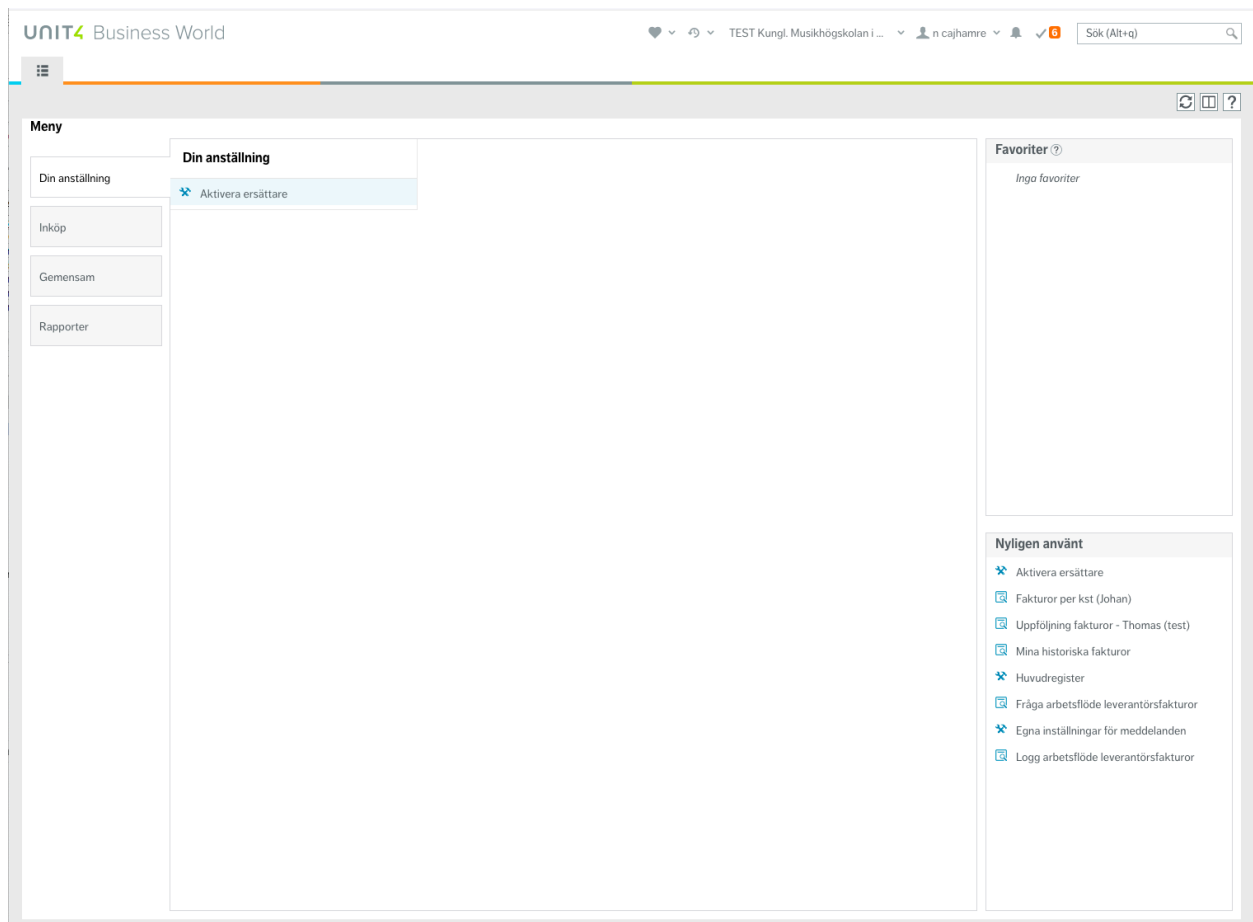 UNIT4 Business World
TEST Kungl. Musikhögskolan i ...
n cajhamre
6
Sök (Alt+q)
?
Meny
Din anställning
Inköp
Gemensam
Rapporter
Din anställning
Aktivera ersättare
Favoriter ?
Inga favoriter
Nyligen använt
Aktivera ersättare
Fakturor per kst (Johan)
Uppföljning fakturor - Thomas (test)
Mina historiska fakturor
Huvudregister
Fråga arbetsflöde leverantörsfakturor
Egna inställningar för meddelanden
Logg arbetsflöde leverantörsfakturor